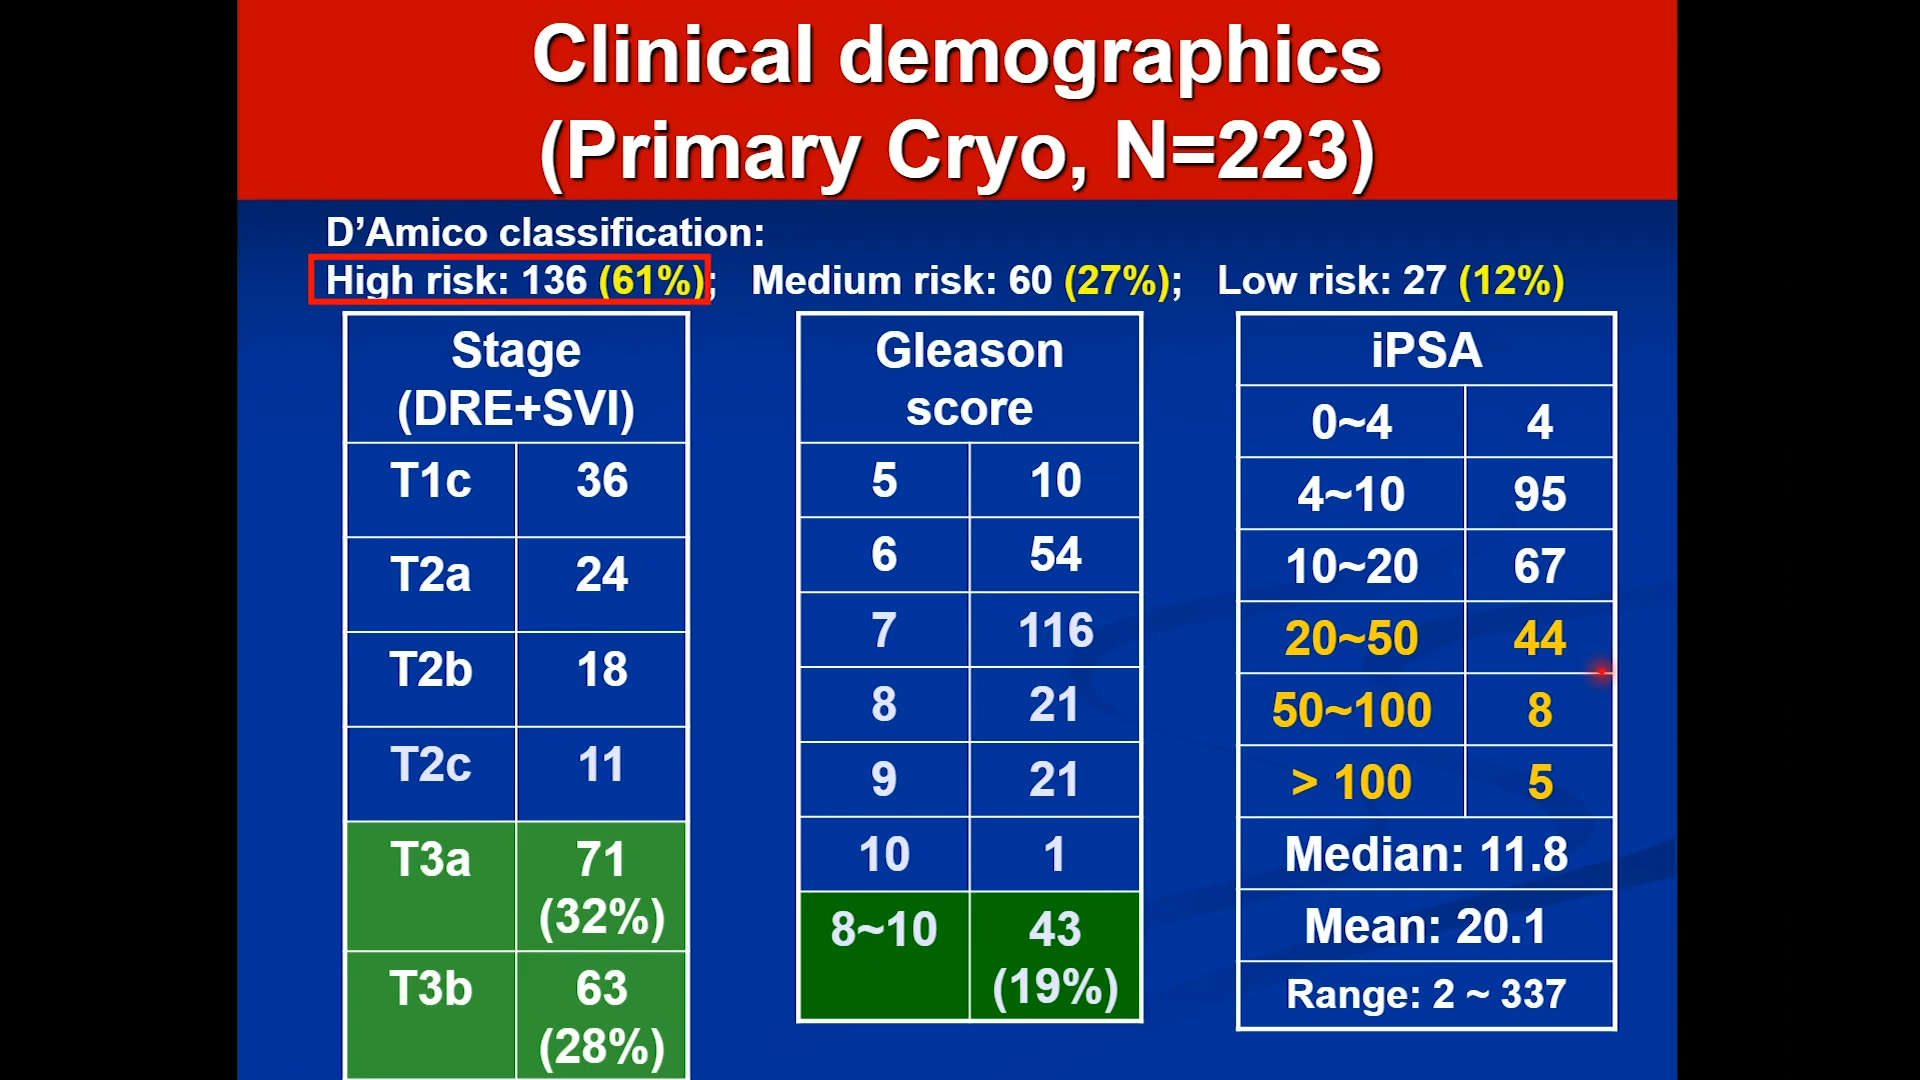 Clinical demographics
(Primary Cryo, N=223)
D’Amico classification:
High risk: 136 (61%); Medium risk: 60 (27%); Low risk: 27 (12%)
Stage
(DRE+SVI)
T1c 36
T2a 24
T2b 18
T2c 11
T3a 71
(32%)
T3b 63
(28%)
Gleason
score
5 10
6 54
7 116
8 21
9 21
10 1
8~10 43
(19%)
iPSA
0~4 4
4~10 95
10~20 67
20~50 44
50~100 8
> 100 5
Median: 11.8
Mean: 20.1
Range: 2 ~ 337